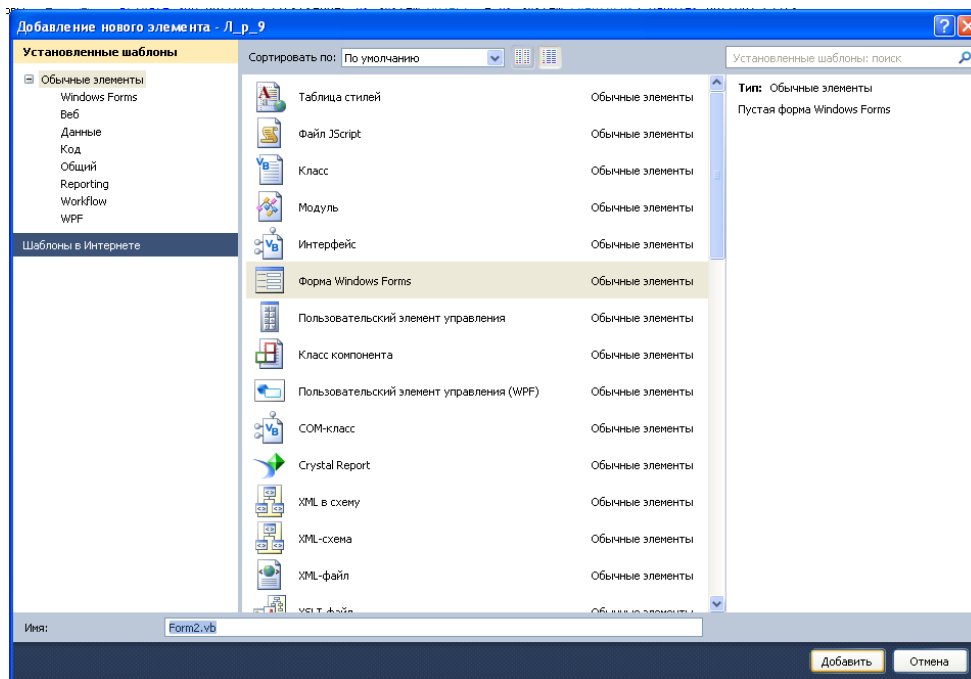 Добавление нового элемента - Л_р_9
Установленные шаблоны
Обычные элементы
Windows Forms
Веб
Данные
Код
Общий
Reporting
Workflow
WPF
Шаблоны в Интернете
Сортировать по: По умолчанию
Таблица стилей Обычные элементы
Файл JScript Обычные элементы
Класс Обычные элементы
Модуль Обычные элементы
Интерфейс Обычные элементы
Форма Windows Forms Обычные элементы
Пользовательский элемент управления Обычные элементы
Класс компонента Обычные элементы
Пользовательский элемент управления (WPF) Обычные элементы
COM-класс Обычные элементы
Crystal Report Обычные элементы
XML в схему Обычные элементы
XML-схема Обычные элементы
XML-файл Обычные элементы
XSLT-файл Обычные элементы
Установленные шаблоны: поиск
Тип: Обычные элементы
Пустая форма Windows Forms
Имя: Form2.vb
Добавить Отмена